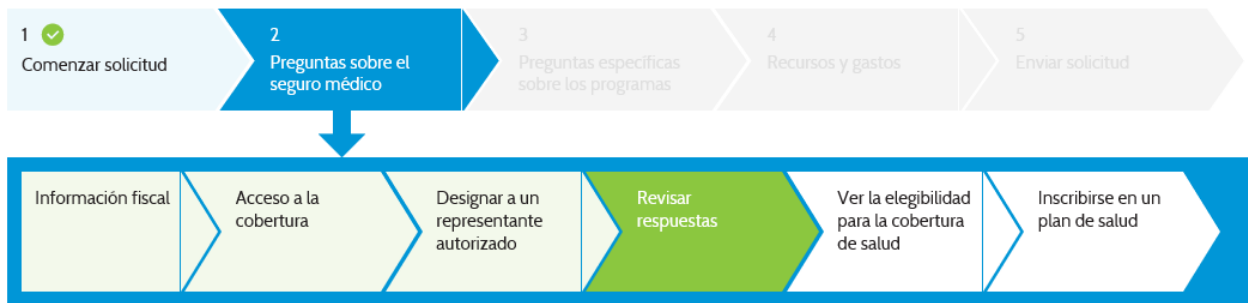 1
Comenzar solicitud
2
Preguntas sobre el
seguro médico
3
Preguntas específicas
sobre los programas
4
Recursos y gastos
5
Enviar solicitud
Información fiscal
Acceso a la
cobertura
Designar a un
representante
autorizado
Revisar
respuestas
Ver la elegibilidad
para la cobertura
de salud
Inscribirse en un
plan de salud